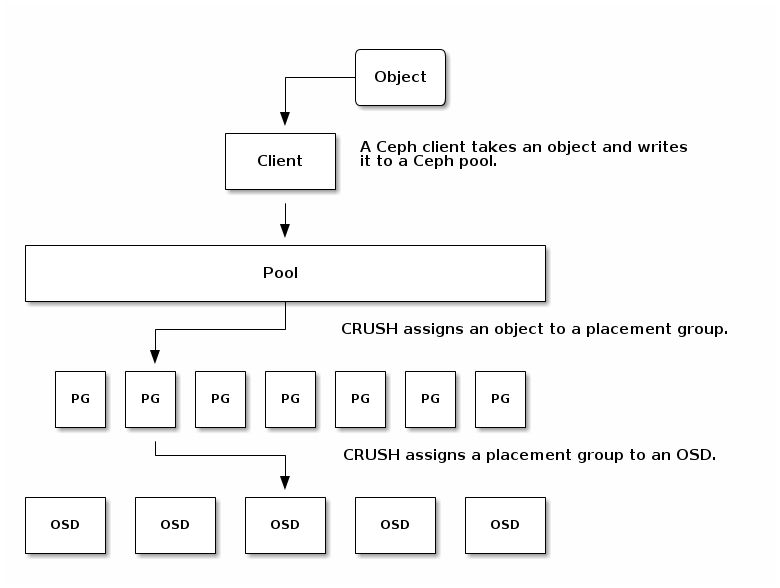 Object
Client
A Ceph client takes an object and writes
it to a Ceph pool.
Pool
CRUSH assigns an object to a placement group.
PG PG PG PG PG PG PG
CRUSH assigns a placement group to an OSD.
OSD OSD OSD OSD OSD